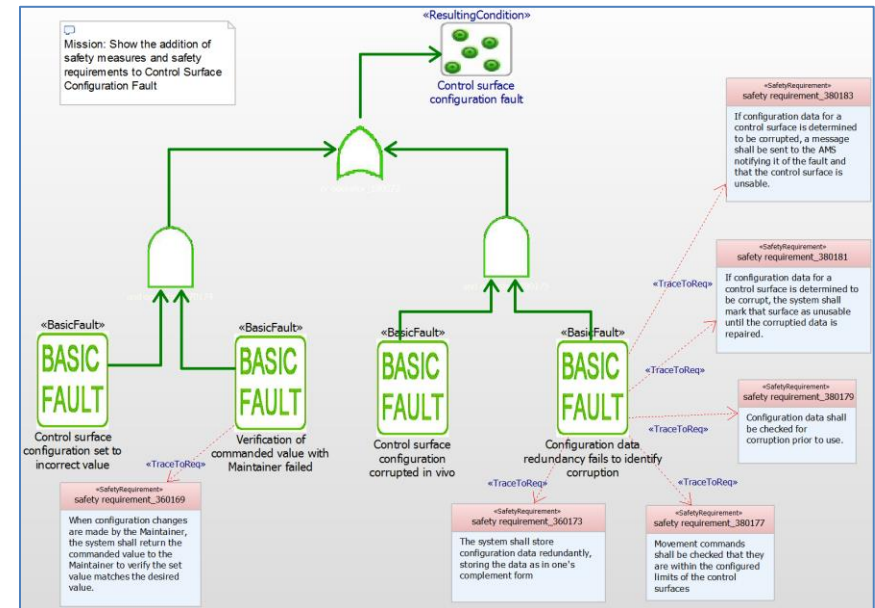 «ResultingCondition»
Mission: Show the addition of
safety measures and safety
requirements to Control Surface
Configuration Fault
Control surface
configuration fault
«SafetyRequirement»
safety requirement_380183
If configuration data for a
control surface is determined
to be corrupted, a message
shall be sent to the AMS
notifying it of the fault and
that the control surface is
unsable.
«SafetyRequirement»
safety requirement_380181
If configuration data for a
control surface is determined to
be corrupt, the system shall
mark that surface as unusable
until the corruptied data is
repaired.
«TraceToReq»
«TraceToReq»
«BasicFault»
BASIC
FAULT
Control surface
configuration set to
incorrect value
«BasicFault»
BASIC
FAULT
Verification of
commanded value with
Maintainer failed
«BasicFault»
BASIC
FAULT
Control surface
configuration
corrupted in vivo
«BasicFault»
BASIC
FAULT
Configuration data
redundancy fails to identify
corruption
«SafetyRequirement»
safety requirement_380179
Configuration data shall
be checked for
corruption prior to use.
«TraceToReq»
«TraceToReq»
«TraceToReq»
«TraceToReq»
«SafetyRequirement»
safety requirement_360169
When configuration changes
are made by the Maintainer,
the system shall return the
commanded value to the
Maintainer to verify the set
value matches the desired
value.
«SafetyRequirement»
safety requirement_360173
The system shall store
configuration data redundantly,
storing the data as in one's
complement form
«SafetyRequirement»
safety requirement_380177
Movement commands
shall be checked that they
are within the configured
limits of the control
surfaces